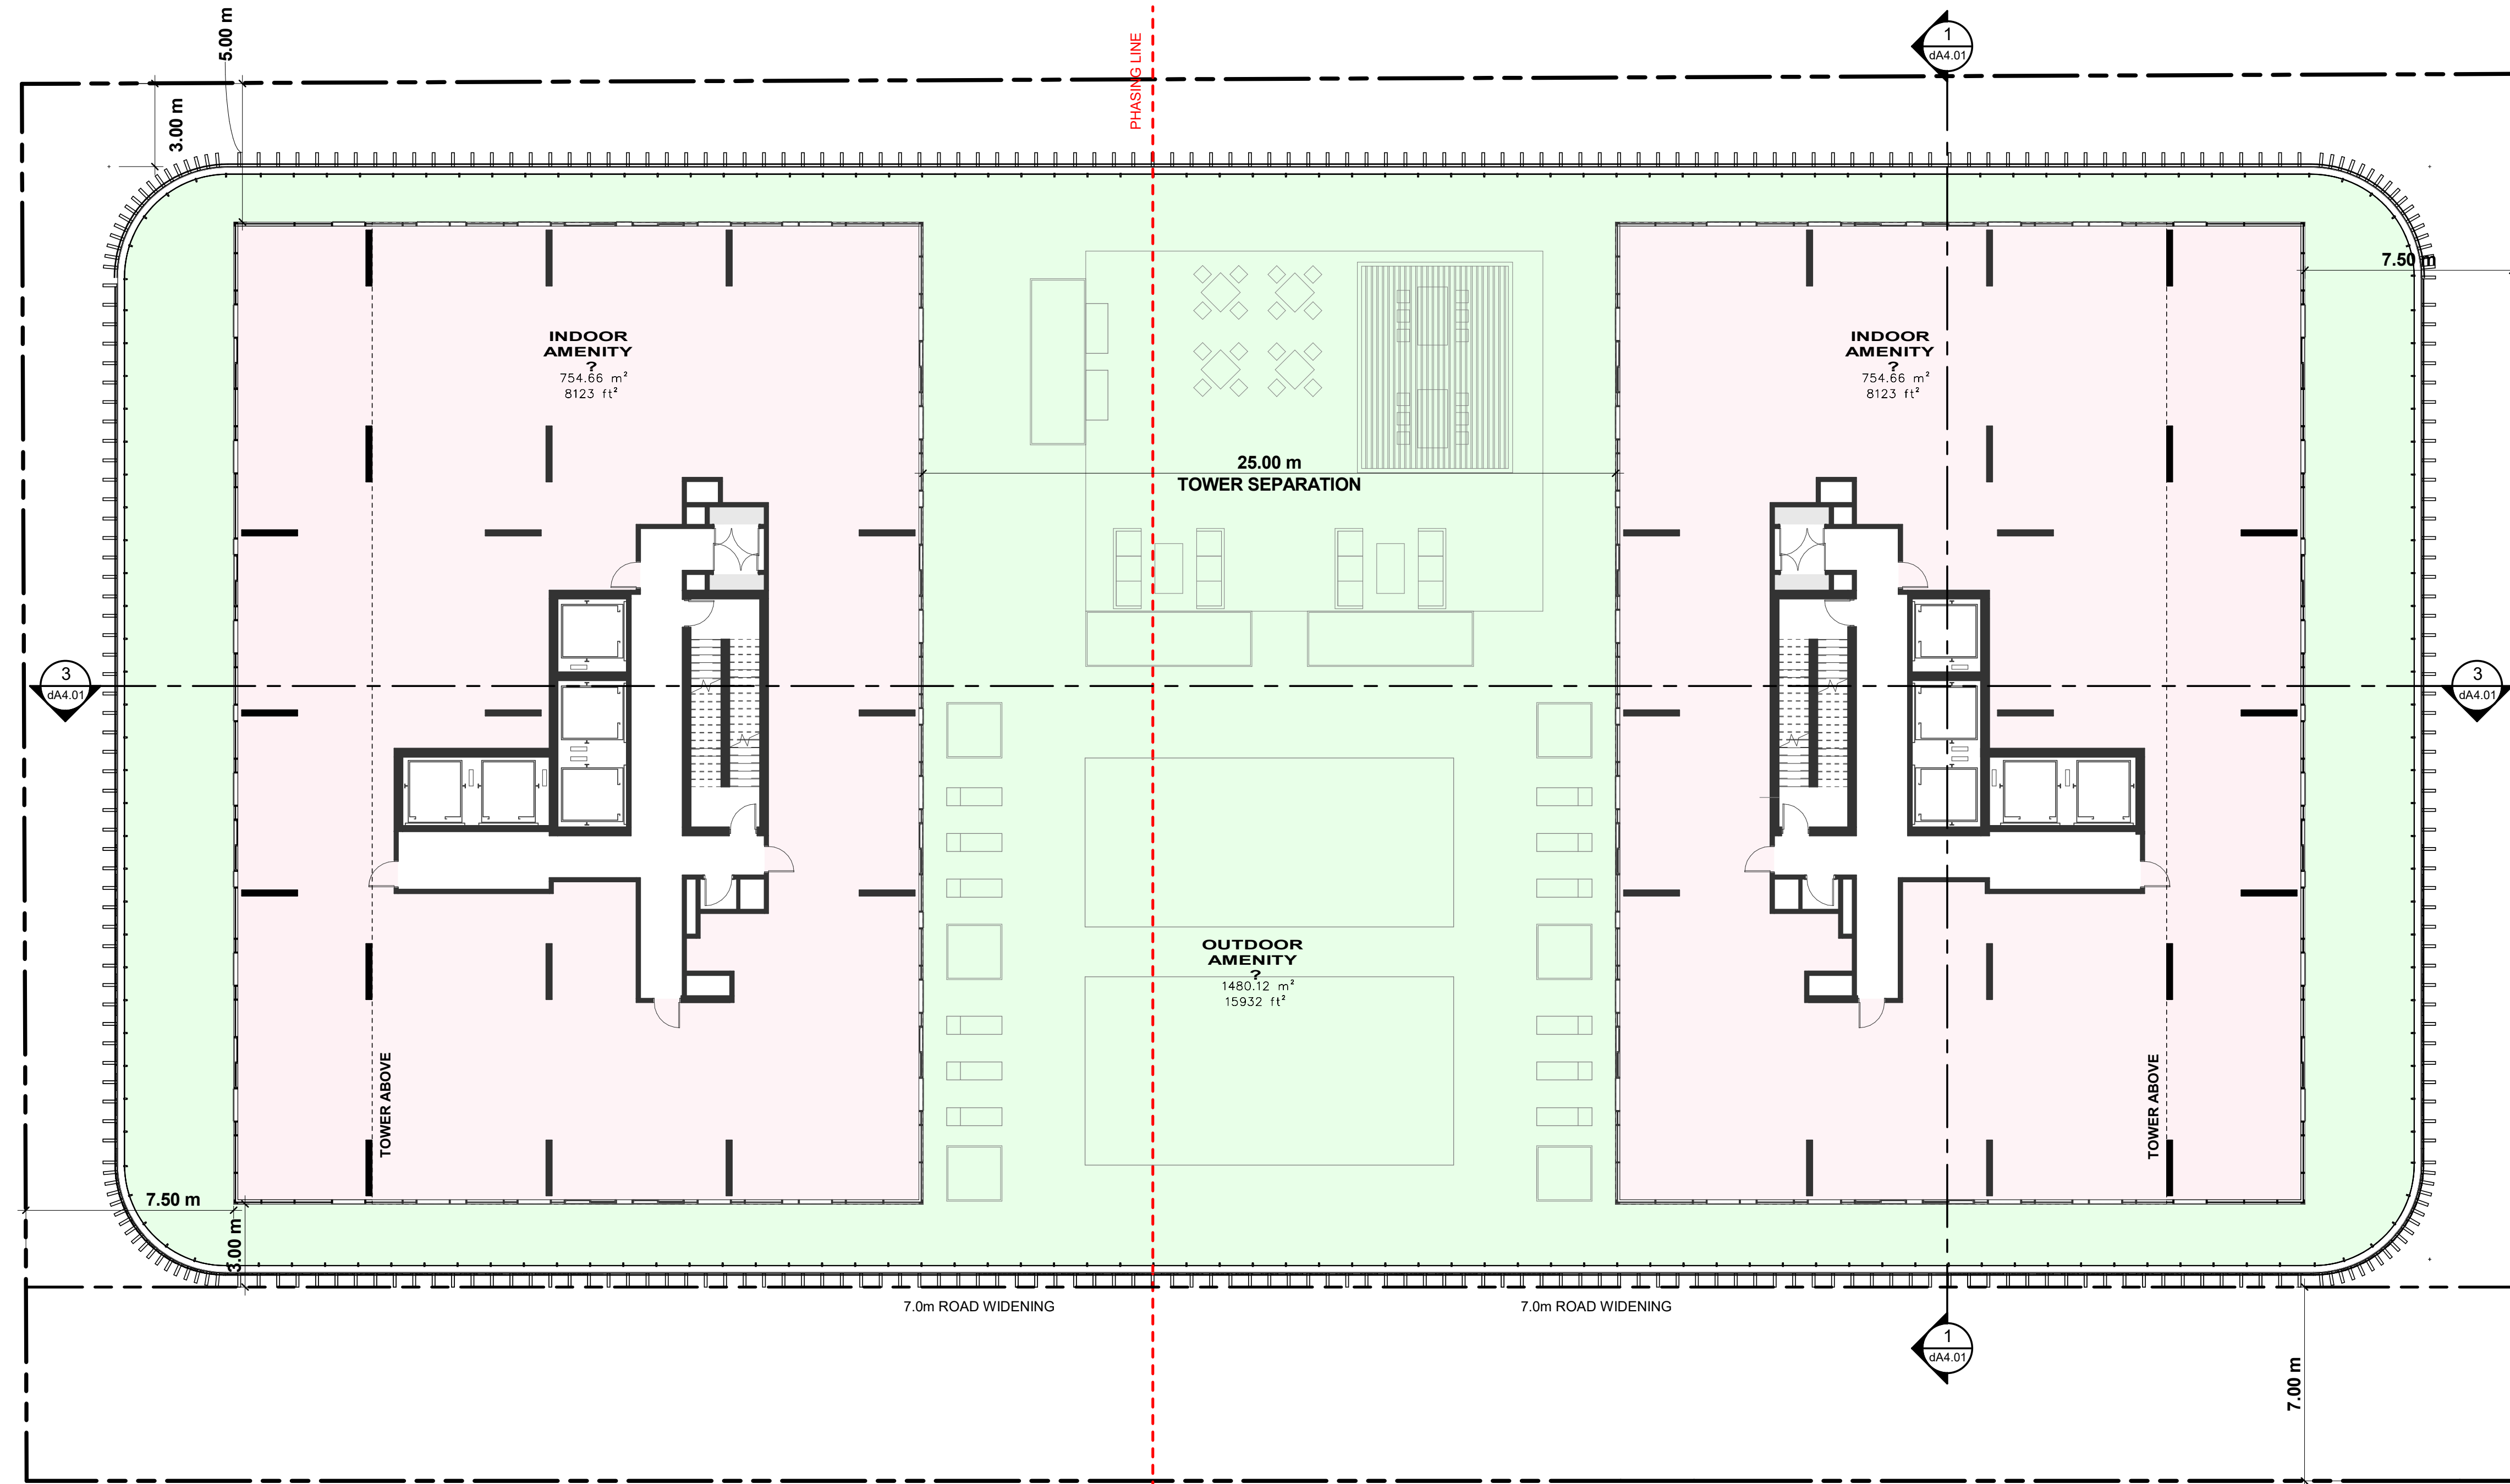 5.00 m
PHASING LINE
1
dA4.01
3.00 m
7.50 m
INDOOR
AMENITY
?
754.66 m²
8123 ft²
INDOOR
AMENITY
?
754.66 m²
8123 ft²
25.00 m
TOWER SEPARATION
3
dA4.01
3
dA4.01
OUTDOOR
AMENITY
?
1480.12 m²
15932 ft²
TOWER ABOVE
TOWER ABOVE
7.50 m
3.00 m
7.0m ROAD WIDENING
7.0m ROAD WIDENING
1
dA4.01
7.00 m